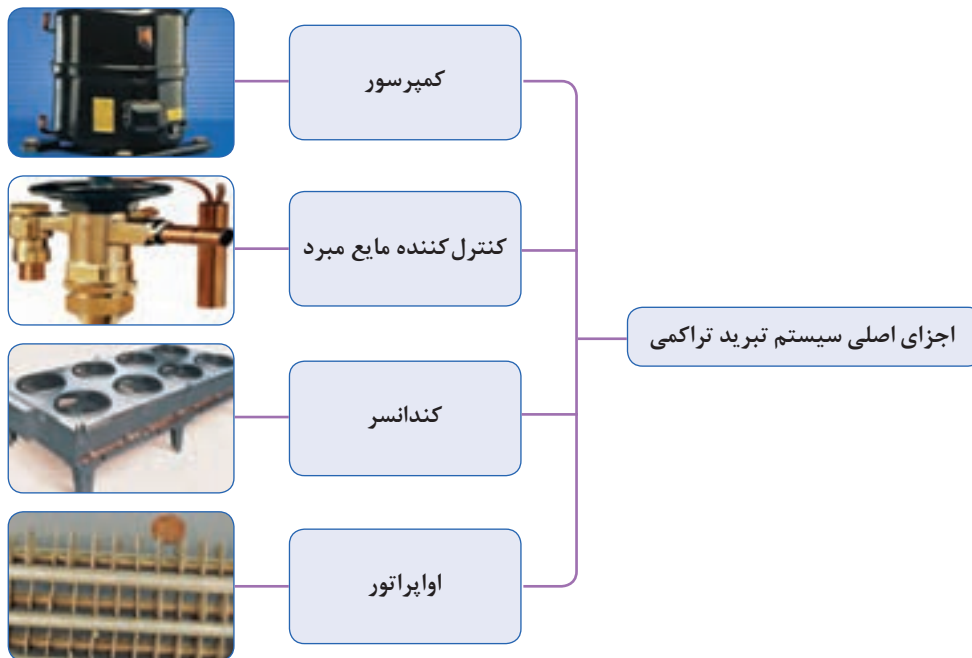 اجزای اصلی سیستم تبرید تراکمی
کمپرسور
کنترل‌کننده مایع مبرد
کندانسر
اواپراتور